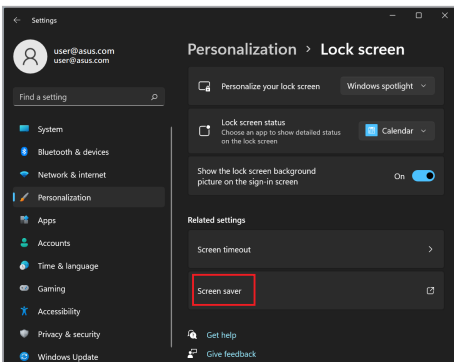 Settings
user@asus.com
user@asus.com
Find a setting
System
Bluetooth & devices
Network & internet
Personalization
Apps
Accounts
Time & language
Gaming
Accessibility
Privacy & security
Windows Update
Personalization > Lock screen
Personalize your lock screen
Windows spotlight
Lock screen status
Choose an app to show detailed status
on the lock screen
Calendar
Show the lock screen background
picture on the sign-in screen
On
Related settings
Screen timeout
Screen saver
Get help
Give feedback